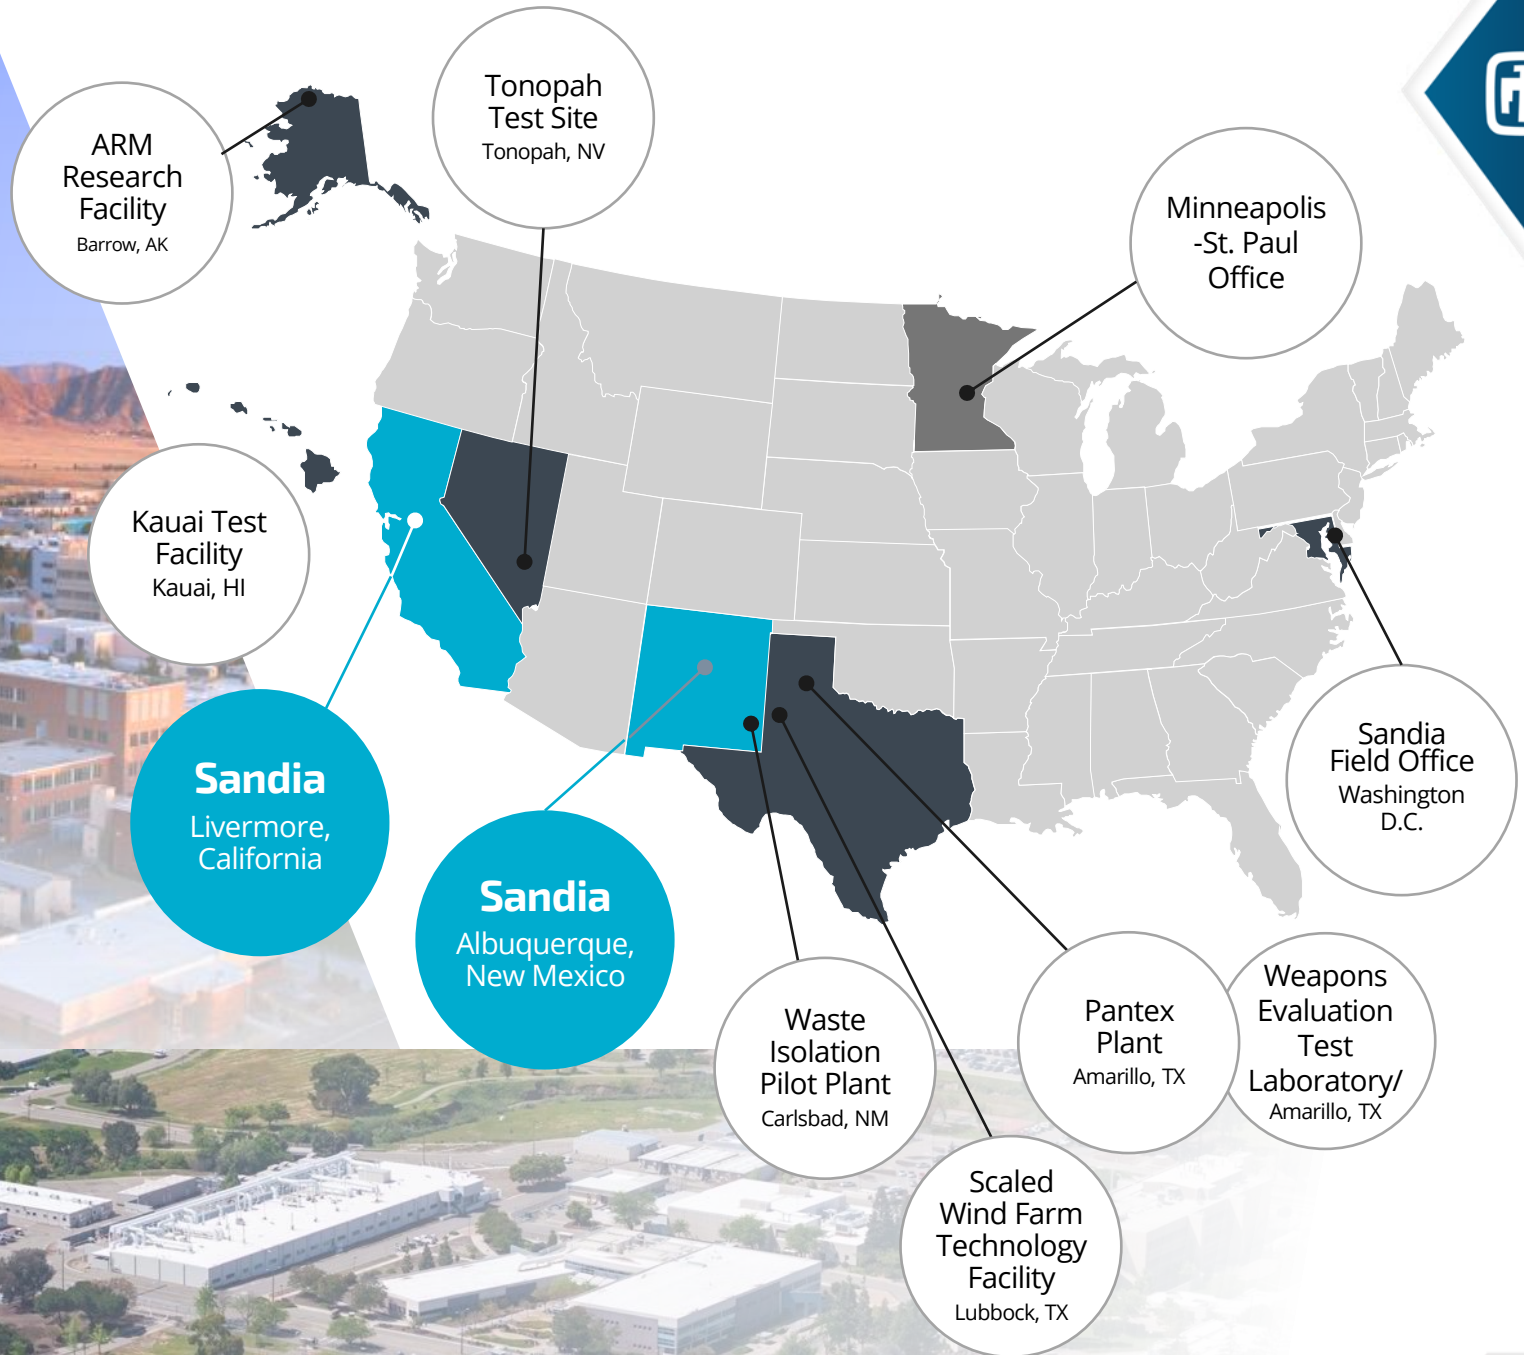 Tonopah
Test Site
Tonopah, NV
ARM
Research
Facility
Barrow, AK
Minneapolis
-St. Paul
Office
Kauai Test
Facility
Kauai, HI
Sandia
Livermore,
California
Sandia
Albuquerque,
New Mexico
Sandia
Field Office
Washington
D.C.
Waste
Isolation
Pilot Plant
Carlsbad, NM
Pantex
Plant
Amarillo, TX
Weapons
Evaluation
Test
Laboratory/
Amarillo, TX
Scaled
Wind Farm
Technology
Facility
Lubbock, TX